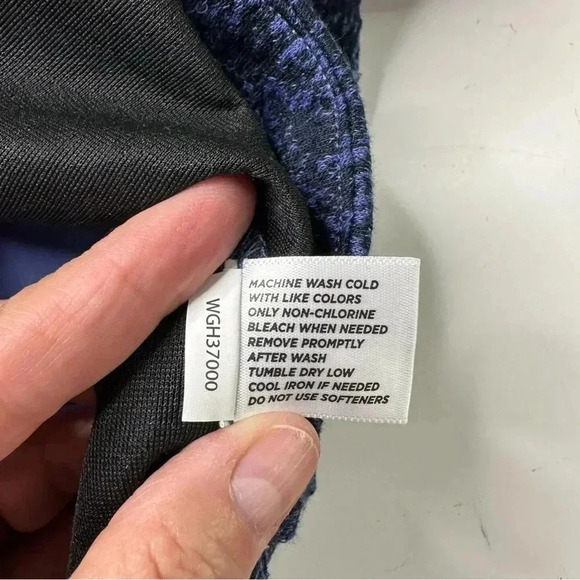 WGH37000
MACHINE WASH COLD
WITH LIKE COLORS
ONLY NON-CHLORINE
BLEACH WHEN NEEDED
REMOVE PROMPTLY
AFTER WASH
TUMBLE DRY LOW
COOL IRON IF NEEDED
DO NOT USE SOFTENERS